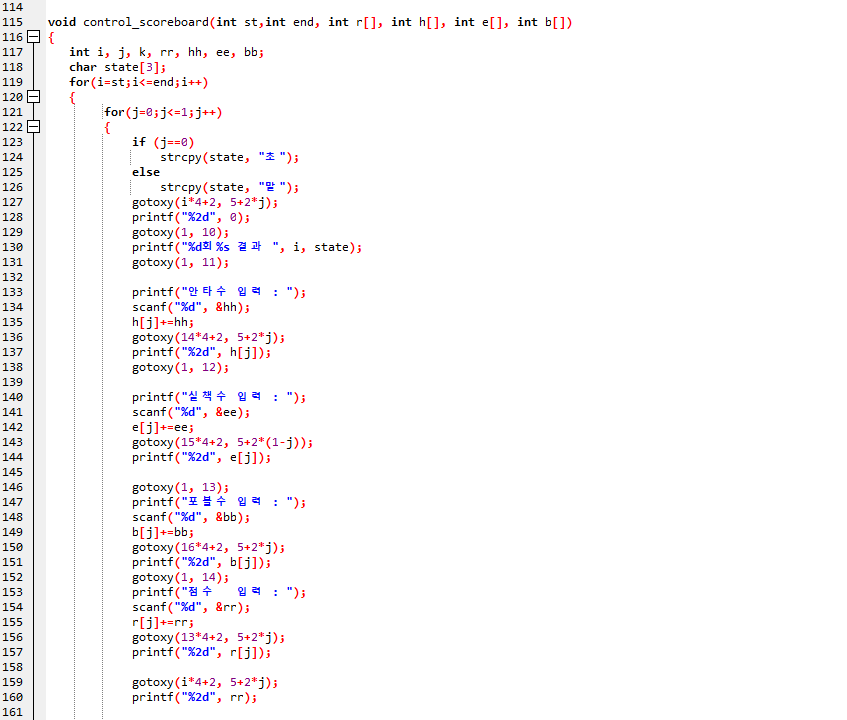 114
115 void control_scoreboard(int st,int end, int r[], int h[], int e[], int b[])
116 {
117 int i, j, k, rr, hh, ee, bb;
118 char state[3];
119 for(i=st;i<=end;i++)
120 {
121 for(j=0;j<=1;j++)
122 {
123 if (j==0)
124 strcpy(state, "초");
125 else
126 strcpy(state, "말");
127 gotoxy(i*4+2, 5+2*j);
128 printf("%2d", 0);
129 gotoxy(1, 10);
130 printf("%d회%s 결과 ", i, state);
131 gotoxy(1, 11);
132
133 printf("안타수 입력 : ");
134 scanf("%d", &hh);
135 h[j]+=hh;
136 gotoxy(14*4+2, 5+2*j);
137 printf("%2d", h[j]);
138 gotoxy(1, 12);
139
140 printf("실책수 입력 : ");
141 scanf("%d", &ee);
142 e[j]+=ee;
143 gotoxy(15*4+2, 5+2*(1-j));
144 printf("%2d", e[j]);
145
146 gotoxy(1, 13);
147 printf("포볼수 입력 : ");
148 scanf("%d", &bb);
149 b[j]+=bb;
150 gotoxy(16*4+2, 5+2*j);
151 printf("%2d", b[j]);
152 gotoxy(1, 14);
153 printf("점수   입력 : ");
154 scanf("%d", &rr);
155 r[j]+=rr;
156 gotoxy(13*4+2, 5+2*j);
157 printf("%2d", r[j]);
158
159 gotoxy(i*4+2, 5+2*j);
160 printf("%2d", rr);
161